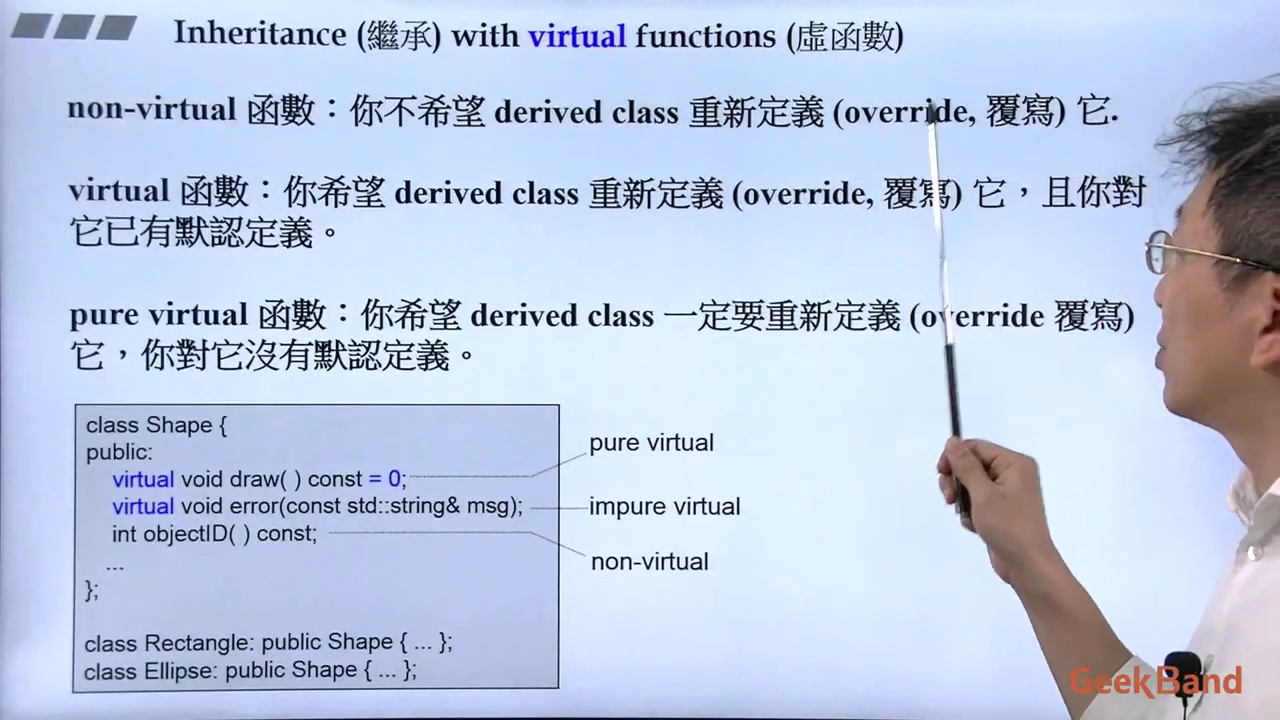 Inheritance (繼承) with virtual functions (虛函數)
non-virtual 函數：你不希望 derived class 重新定義 (override, 覆寫) 它.
virtual 函數：你希望 derived class 重新定義 (override, 覆寫) 它，且你對
它已有默認定義。
pure virtual 函數：你希望 derived class 一定要重新定義 (override 覆寫)
它，你對它沒有默認定義。
class Shape {
public:
virtual void draw( ) const = 0;
pure virtual
virtual void error(const std::string& msg);
impure virtual
int objectID( ) const;
non-virtual
...
};
class Rectangle: public Shape { ... };
class Ellipse: public Shape { ... };
GeekBand